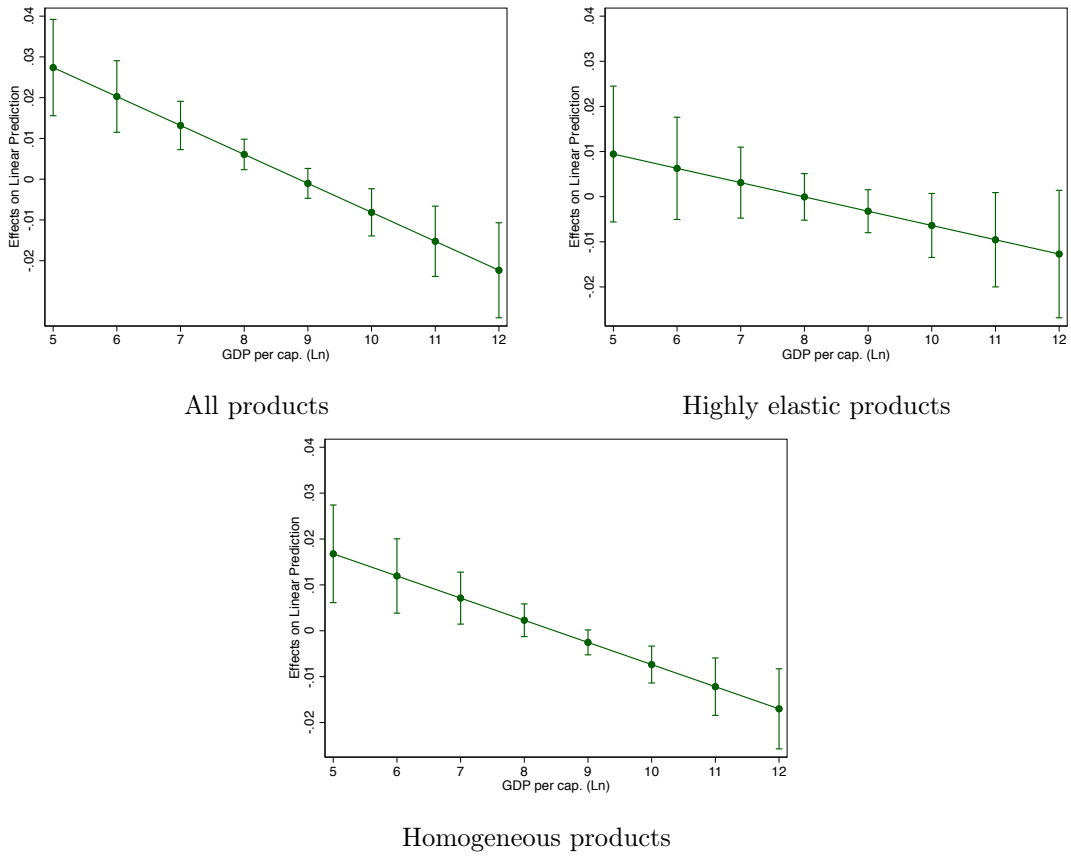 Effects on Linear Prediction
.04
.03
.02
.01
0
-.01
-.02
5 6 7 8 9 10 11 12
GDP per cap. (Ln)
All products
Effects on Linear Prediction
.04
.03
.02
.01
0
-.01
-.02
5 6 7 8 9 10 11 12
GDP per cap. (Ln)
Highly elastic products
Effects on Linear Prediction
.04
.03
.02
.01
0
-.01
-.02
5 6 7 8 9 10 11 12
GDP per cap. (Ln)
Homogeneous products